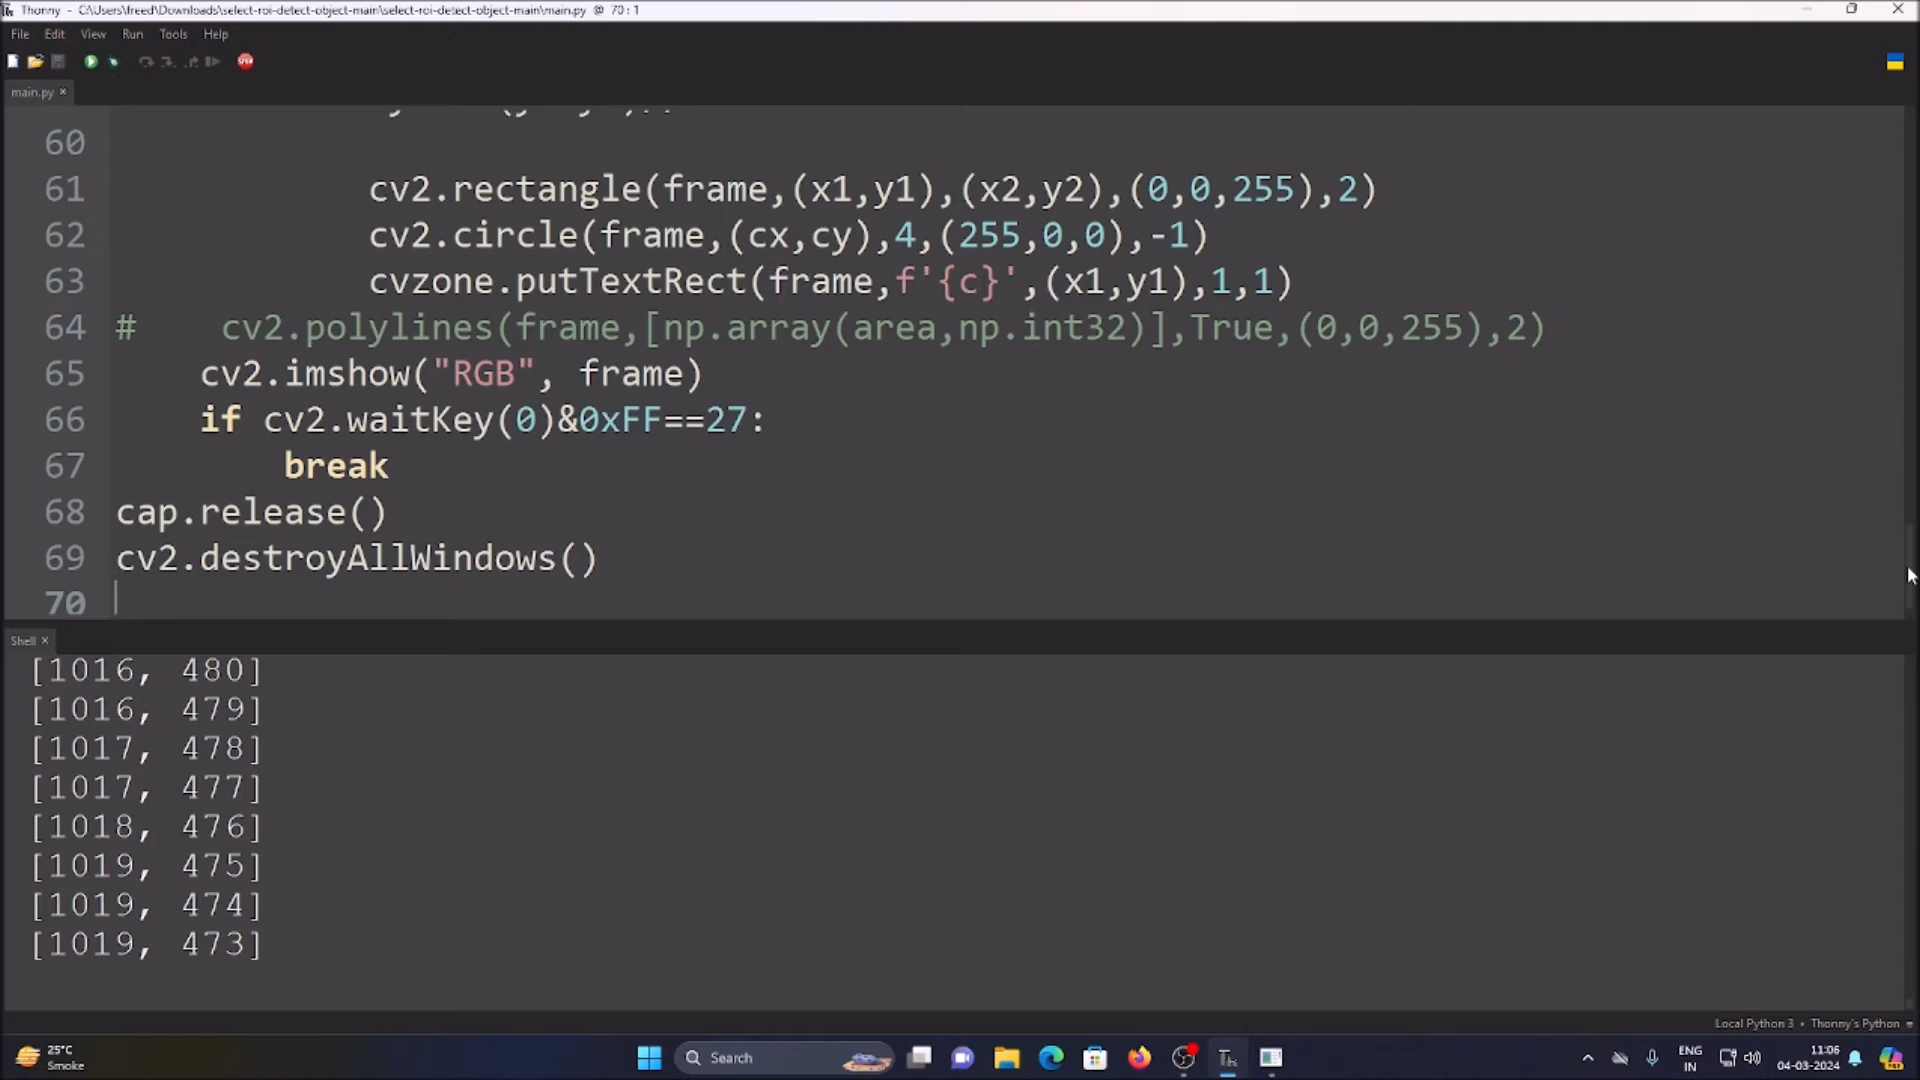 Thonny - C:\Users\freed\Downloads\select-roi-detect-object-main\select-roi-detect-object-main\main.py @ 70:1
File Edit View Run Tools Help
main.py ×
60
61 cv2.rectangle(frame,(x1,y1),(x2,y2),(0,0,255),2)
62 cv2.circle(frame,(cx,cy),4,(255,0,0),-1)
63 cvzone.putTextRect(frame,f'{c}',(x1,y1),1,1)
64 # cv2.polylines(frame,[np.array(area,np.int32)],True,(0,0,255),2)
65 cv2.imshow("RGB", frame)
66 if cv2.waitKey(0)&0xFF==27:
67 break
68 cap.release()
69 cv2.destroyAllWindows()
70
Shell ×
[1016, 480]
[1016, 479]
[1017, 478]
[1017, 477]
[1018, 476]
[1019, 475]
[1019, 474]
[1019, 473]
Local Python 3 • Thonny's Python
25°C
Smoke
Search
ENG
IN
11:06
04-03-2024